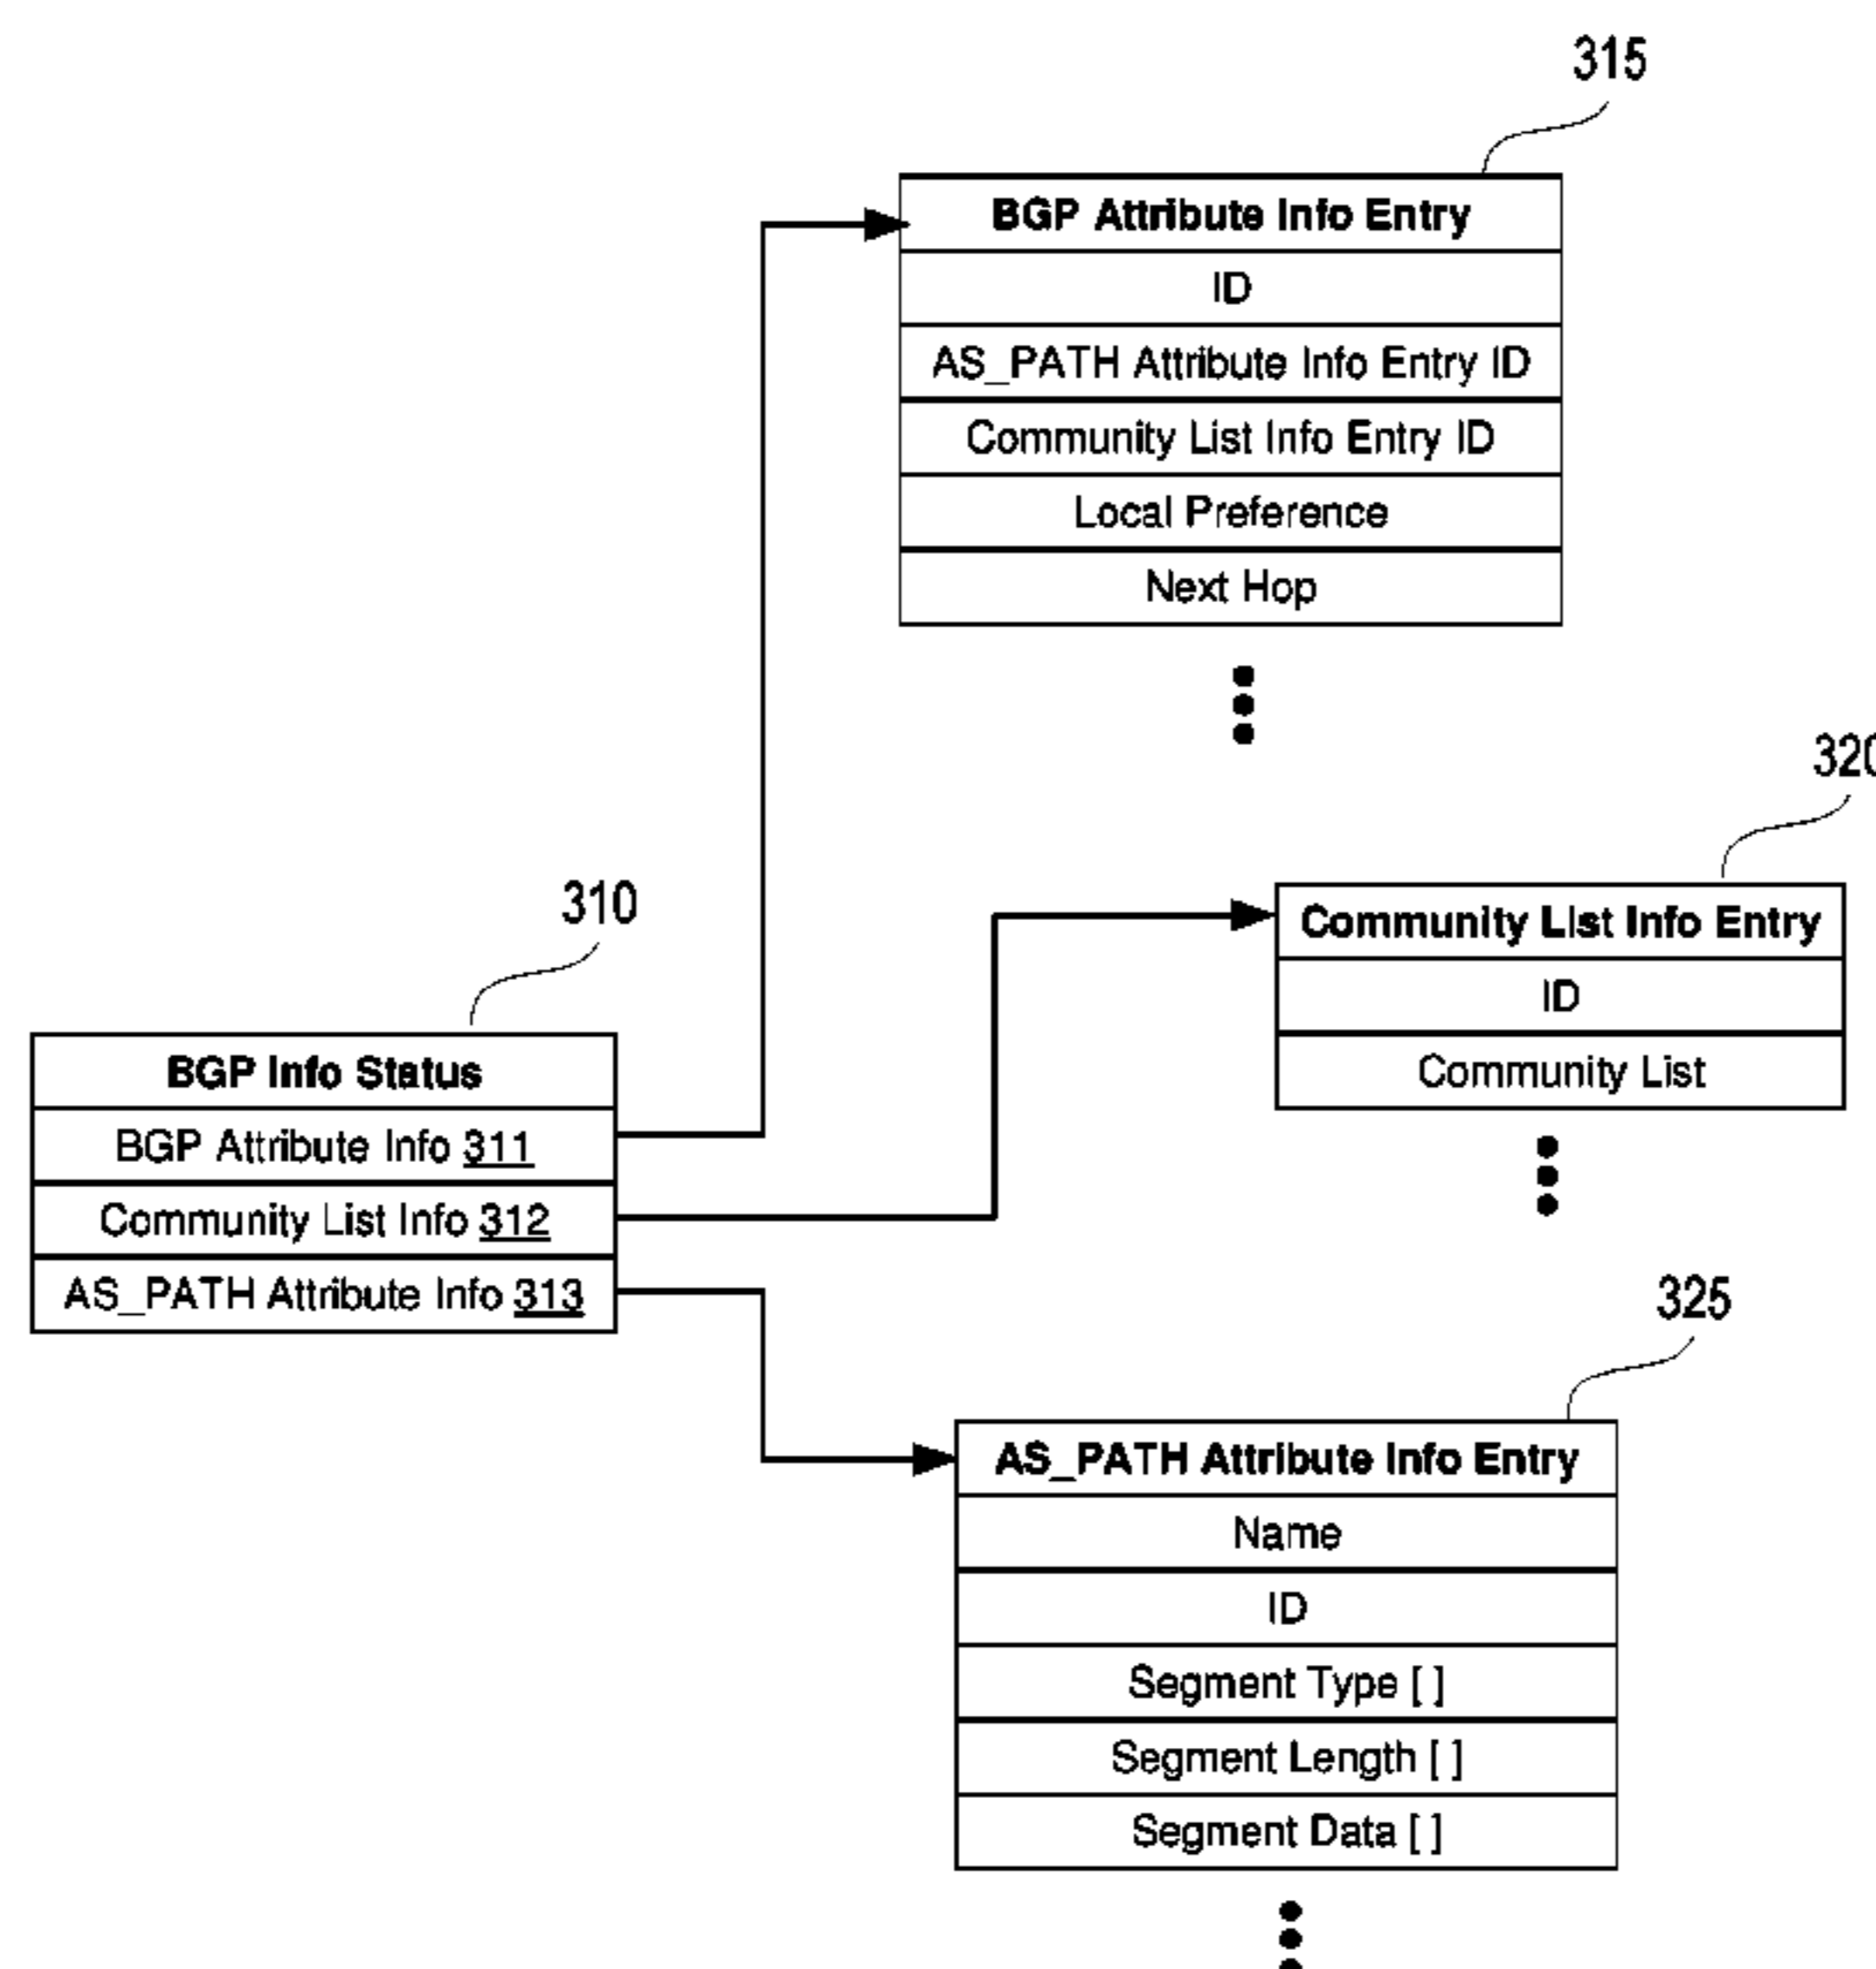 315
BGP Attribute Info Entry
ID
AS_PATH Attribute Info Entry ID
Community List Info Entry ID
Local Preference
Next Hop
320
Community List Info Entry
ID
Community List
310
BGP Info Status
BGP Attribute Info 311
Community List Info 312
AS_PATH Attribute Info 313
325
AS_PATH Attribute Info Entry
Name
ID
Segment Type [ ]
Segment Length [ ]
Segment Data [ ]